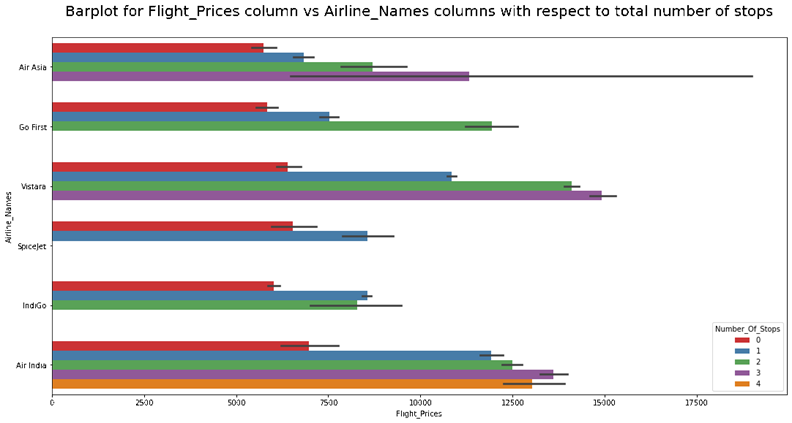 Barplot for Flight_Prices column vs Airline_Names columns with respect to total number of stops
Airline_Names
Air Asia
Go First
Vistara
SpiceJet
IndiGo
Air India
Number_Of_Stops
0
1
2
3
4
0 2500 5000 7500 10000 12500 15000 17500
Flight_Prices